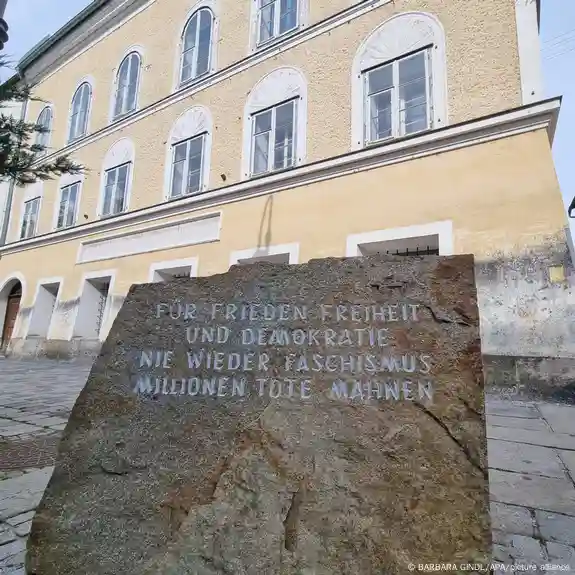 FÜR FRIEDEN FREIHEIT
UND DEMOKRATIE
NIE WIEDER FASCHISMUS
MILLIONEN TOTE MAHNEN
© BARBARA GINDL/APA/picture alliance